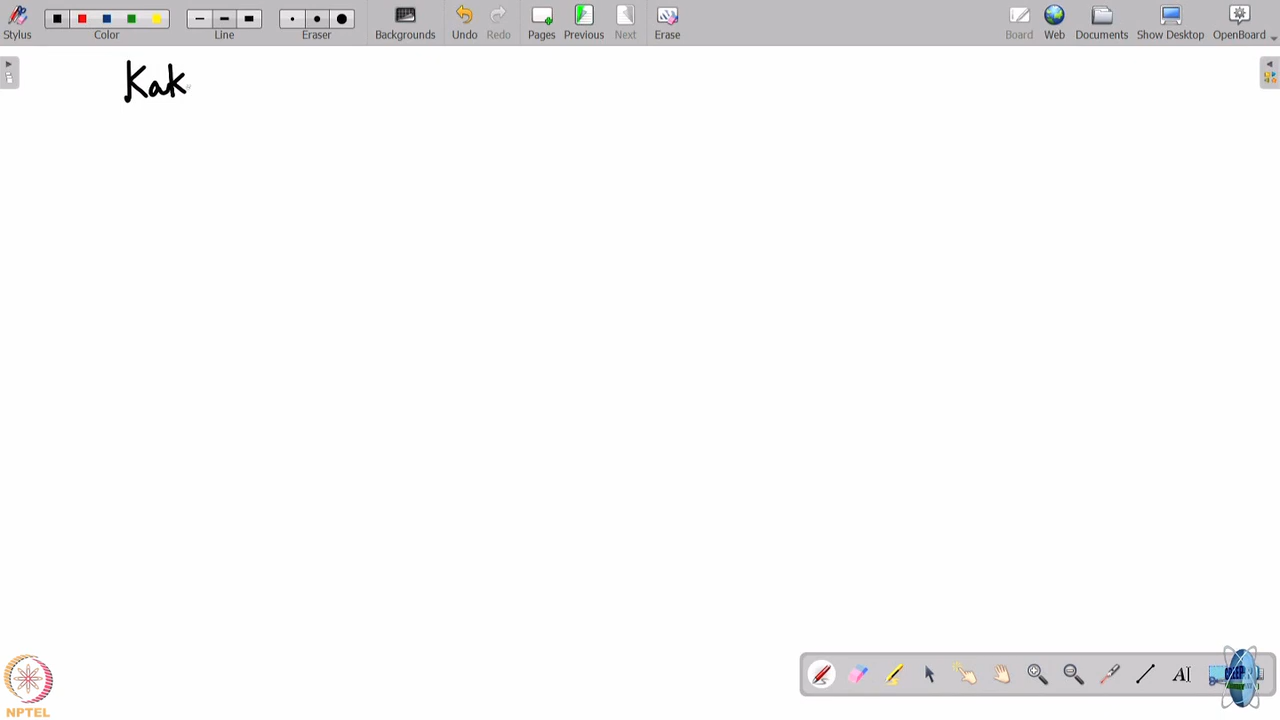 Stylus Color Line Eraser Backgrounds Undo Redo Pages Previous Next Erase Board Web Documents Show Desktop OpenBoard
Kak
NPTEL